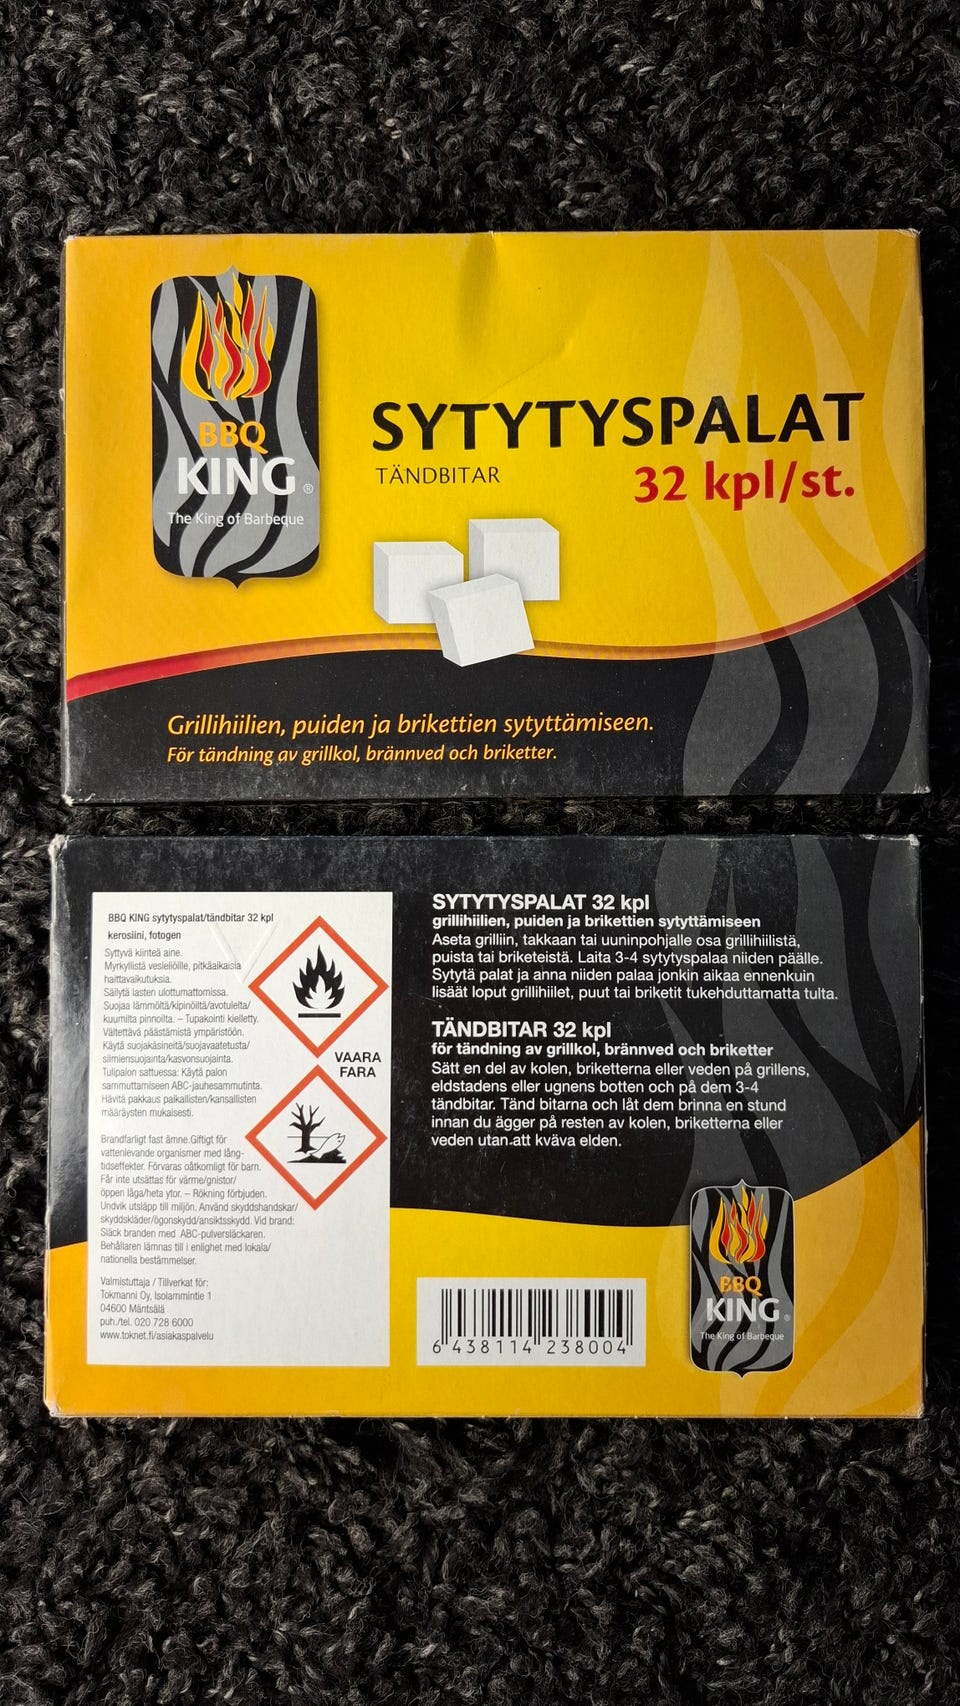 BBQ
KING®
The King of Barbeque
SYTYTYSPALAT
TÄNDBITAR
32 kpl/st.
Grillihiilien, puiden ja brikettien sytyttämiseen.
För tändning av grillkol, brännved och briketter.
BBQ KING sytytyspalat/tändbitar 32 kpl
kerosiini, fotogen
Syttyvä kiinteä aine.
Myrkyllistä vesieliöille, pitkäaikaisia
haittavaikutuksia.
Säilytä lasten ulottumattomissa.
Suojaa lämmöltä/kipinöiltä/avotulelta/
kuumilta pinnoilta. – Tupakointi kielletty.
Vältettävä päästämistä ympäristöön.
Käytä suojakäsineitä/suojavaatetusta/
silmiensuojainta/kasvonsuojainta.
Tulipalon sattuessa: Käytä palon
sammuttamiseen ABC-jauhesammutinta.
Hävitä pakkaus paikallisten/kansallisten
määräysten mukaisesti.
Brandfarligt fast ämne.Giftigt för
vattenlevande organismer med lång-
tidseffekter. Förvaras oåtkomligt för barn.
Får inte utsättas för värme/gnistor/
öppen låga/heta ytor. – Rökning förbjuden.
Undvik utsläpp till miljön. Använd skyddshandskar/
skyddskläder/ögonskydd/ansiktsskydd. Vid brand:
Släck branden med ABC-pulversläckaren.
Behållaren lämnas till i enlighet med lokala/
nationella bestämmelser.
Valmistuttaja / Tillverkat för:
Tokmanni Oy, Isolammintie 1
04600 Mäntsälä
puh./tel. 020 728 6000
www.toknet.fi/asiakaspalvelu
VAARA
FARA
SYTYTYSPALAT 32 kpl
grillihiilien, puiden ja brikettien sytyttämiseen
Aseta grilliin, takkaan tai uuninpohjalle osa grillihiilistä,
puista tai briketeistä. Laita 3-4 sytytyspalaa niiden päälle.
Sytytä palat ja anna niiden palaa jonkin aikaa ennenkuin
lisäät loput grillihiilet, puut tai briketit tukehduttamatta tulta.
TÄNDBITAR 32 kpl
för tändning av grillkol, brännved och briketter
Sätt en del av kolen, briketterna eller veden på grillens,
eldstadens eller ugnens botten och på dem 3-4
tändbitar. Tänd bitarna och låt dem brinna en stund
innan du ägger på resten av kolen, briketterna eller
veden utan att kväva elden.
6 438114 238004
BBQ
KING®
The King of Barbeque